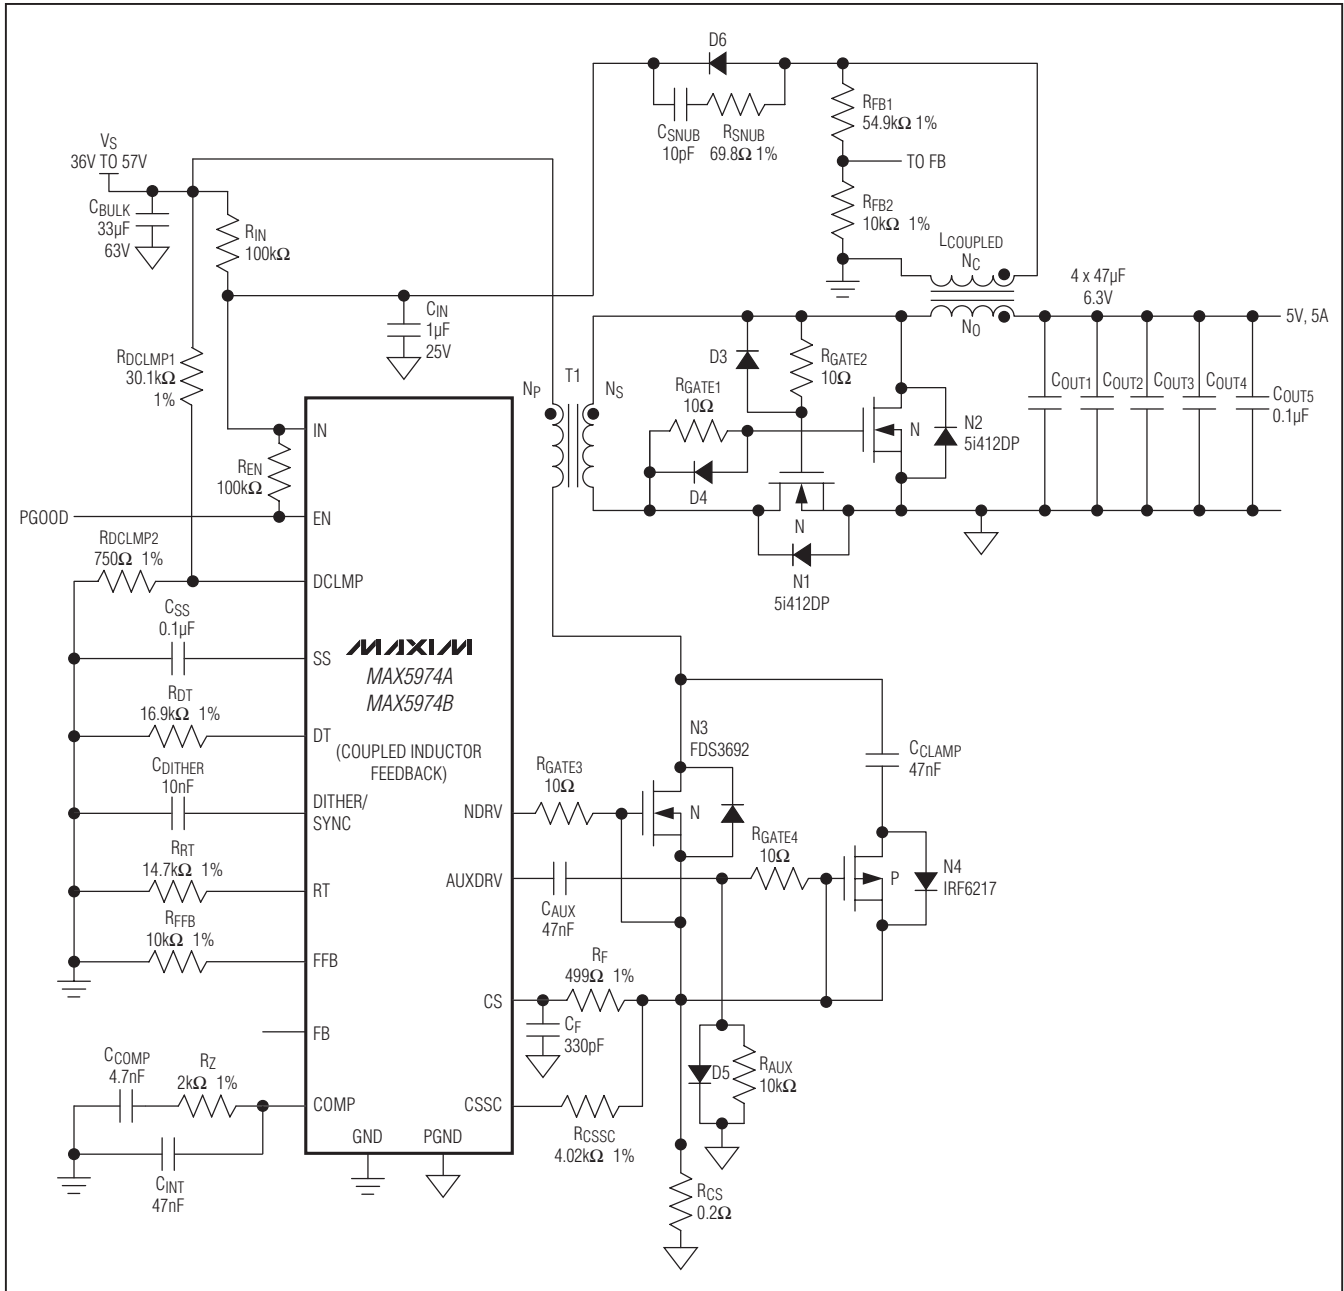 D6
CSNUB
10pF
RSNUB
69.8Ω 1%
RFB1
54.9kΩ 1%
TO FB
RFB2
10kΩ 1%
VS
36V TO 57V
CBULK
33µF
63V
RIN
100kΩ
CIN
1µF
25V
LCOUPLED
NC
NO
4 x 47µF
6.3V
5V, 5A
COUT1
COUT2
COUT3
COUT4
COUT5
0.1µF
RDCLMP1
30.1kΩ
1%
NP
T1
NS
D3
RGATE2
10Ω
RGATE1
10Ω
D4
N
N2
5i412DP
N
N1
5i412DP
IN
REN
100kΩ
PGOOD
EN
RDCLMP2
750Ω 1%
DCLMP
CSS
0.1µF
SS
MAXIM
MAX5974A
MAX5974B
(COUPLED INDUCTOR
FEEDBACK)
RDT
16.9kΩ 1%
DT
CDITHER
10nF
DITHER/
SYNC
RRT
14.7kΩ 1%
RT
RFFB
10kΩ 1%
FFB
FB
CCOMP
4.7nF
RZ
2kΩ 1%
COMP
CINT
47nF
GND
PGND
NDRV
RGATE3
10Ω
N3
FDS3692
N
CCLAMP
47nF
AUXDRV
CAUX
47nF
RGATE4
10Ω
P
N4
IRF6217
CS
RF
499Ω 1%
CF
330pF
D5
RAUX
10kΩ
CSSC
RCSSC
4.02kΩ 1%
RCS
0.2Ω